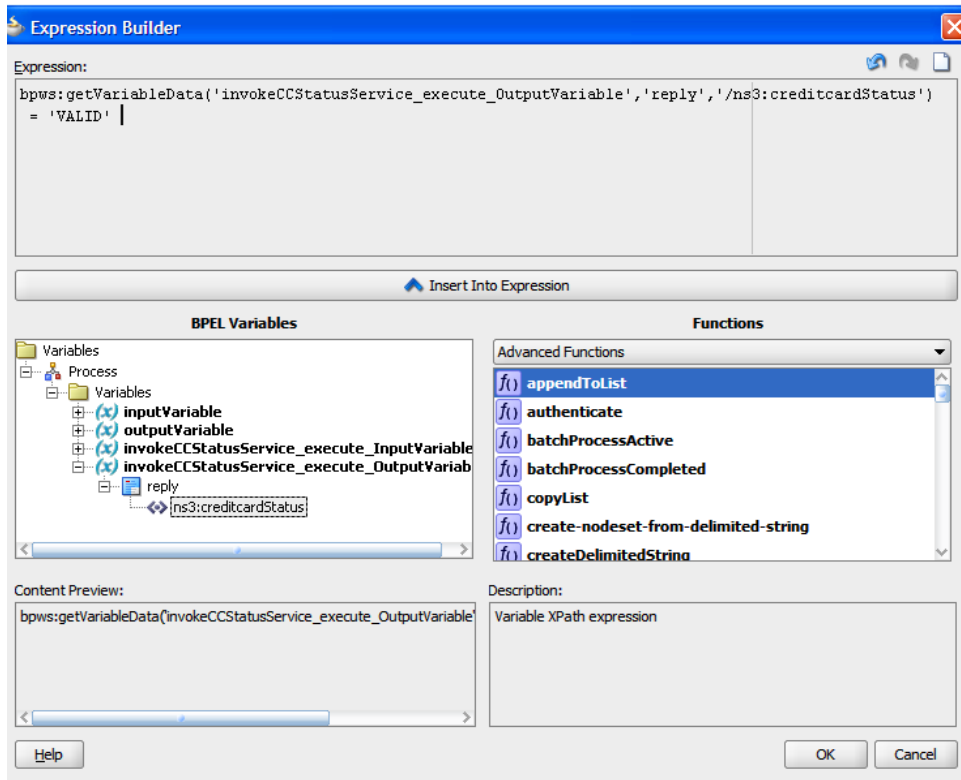 Expression Builder
Expression:
bpws:getVariableData('invokeCCStatusService_execute_OutputVariable','reply','/ns3:creditcardStatus')
= 'VALID'
Insert Into Expression
BPEL Variables
Variables
Process
Variables
(x) inputVariable
(x) outputVariable
(x) invokeCCStatusService_execute_InputVariable
(x) invokeCCStatusService_execute_OutputVariab
reply
ns3:creditcardStatus
Functions
Advanced Functions
f() appendToList
f() authenticate
f() batchProcessActive
f() batchProcessCompleted
f() copyList
f() create-nodeset-from-delimited-string
f() createDelimitedString
Content Preview:
bpws:getVariableData('invokeCCStatusService_execute_OutputVariable'
Description:
Variable XPath expression
Help
OK
Cancel